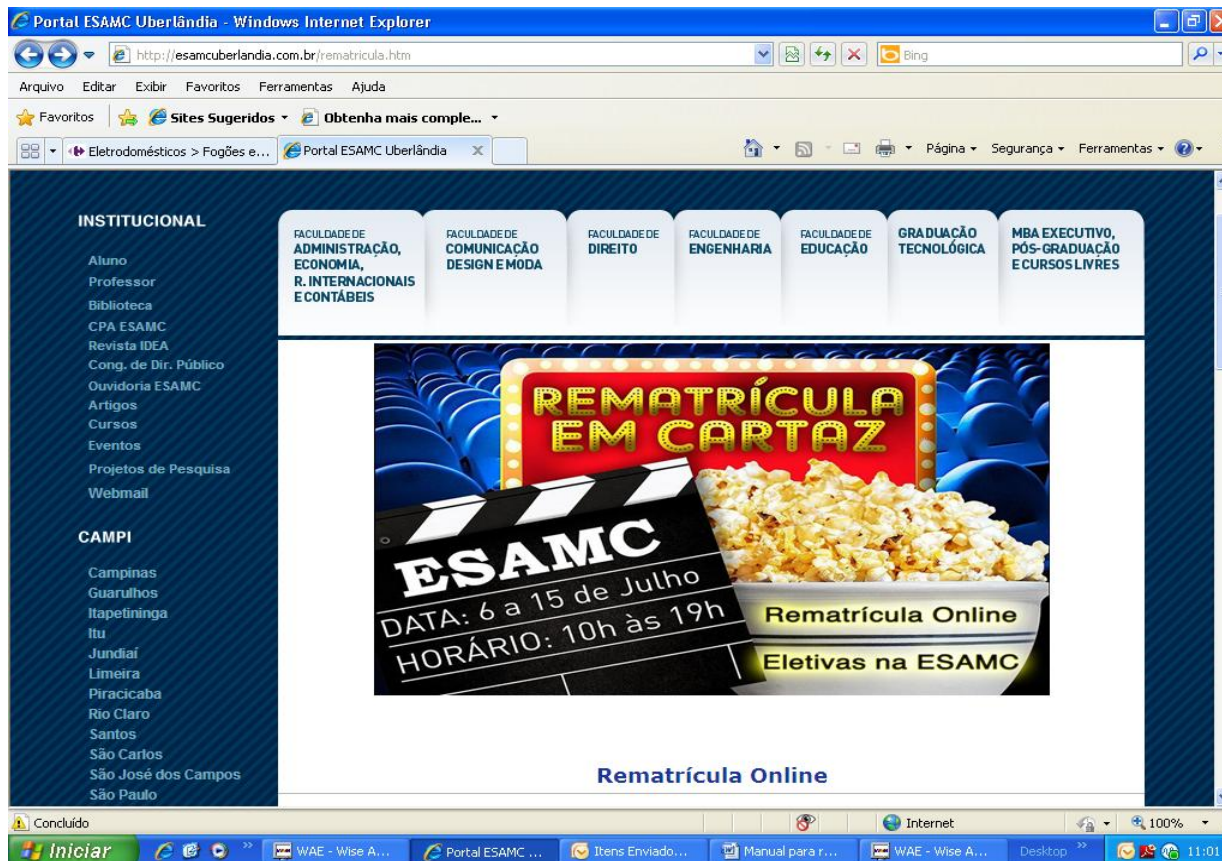 Portal ESAMC Uberlândia - Windows Internet Explorer
http://esamcuberlandia.com.br/rematricula.htm
Bing
Arquivo Editar Exibir Favoritos Ferramentas Ajuda
Favoritos Sites Sugeridos Obtenha mais comple...
Eletrodomésticos > Fogões e... Portal ESAMC Uberlândia X Página Segurança Ferramentas
INSTITUCIONAL
Aluno
Professor
Biblioteca
CPA ESAMC
Revista IDEA
Cong. de Dir. Público
Ouvidoria ESAMC
Artigos
Cursos
Eventos
Projetos de Pesquisa
Webmail
CAMPI
Campinas
Guarulhos
Itapetininga
Itu
Jundiaí
Limeira
Piracicaba
Rio Claro
Santos
São Carlos
São José dos Campos
São Paulo
FACULDADE DE
ADMINISTRAÇÃO,
ECONOMIA,
R. INTERNACIONAIS
E CONTÁBEIS
FACULDADE DE
COMUNICAÇÃO
DESIGN E MODA
FACULDADE DE
DIREITO
FACULDADE DE
ENGENHARIA
FACULDADE DE
EDUCAÇÃO
GRADUAÇÃO
TECNOLÓGICA
MBA EXECUTIVO,
PÓS-GRADUAÇÃO
E CURSOS LIVRES
REMATRÍCULA
EM CARTAZ
ESAMC
DATA: 6 a 15 de Julho
HORÁRIO: 10h às 19h
Rematrícula Online
Eletivas na ESAMC
Rematrícula Online
Concluído Internet 100%
Iniciar WAE - Wise A... Portal ESAMC ... Itens Enviado... Manual para r... WAE - Wise A... Desktop 11:01